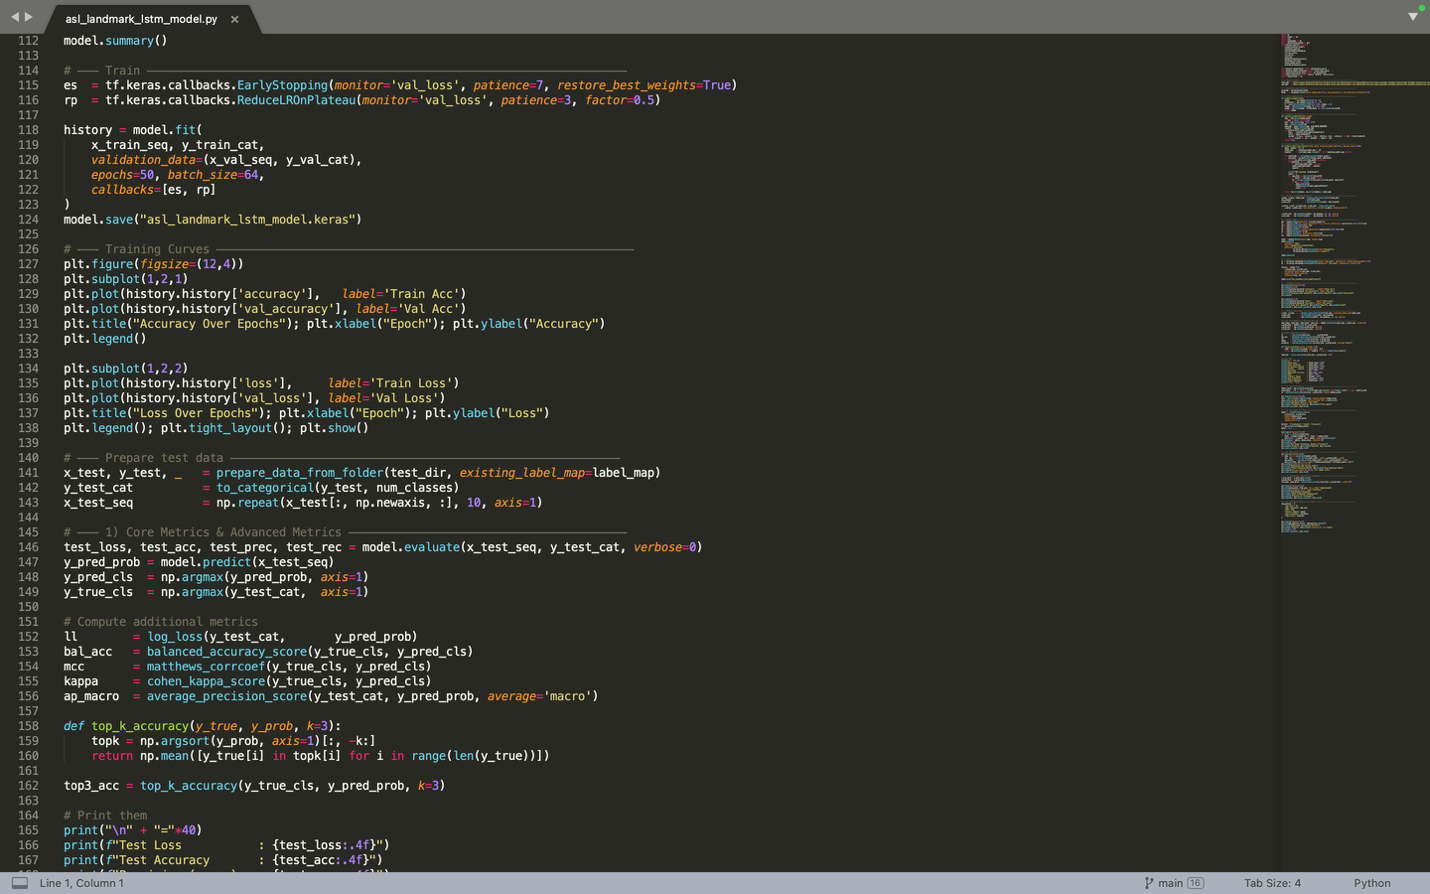 asl_landmark_lstm_model.py ×
112 model.summary()
113
114 # ── Train ──────────────────────────────────────────────
115 es  = tf.keras.callbacks.EarlyStopping(monitor='val_loss', patience=7, restore_best_weights=True)
116 rp  = tf.keras.callbacks.ReduceLROnPlateau(monitor='val_loss', patience=3, factor=0.5)
117
118 history = model.fit(
119     x_train_seq, y_train_cat,
120     validation_data=(x_val_seq, y_val_cat),
121     epochs=50, batch_size=64,
122     callbacks=[es, rp]
123 )
124 model.save("asl_landmark_lstm_model.keras")
125
126 # ── Training Curves ──────────────────────────────────────
127 plt.figure(figsize=(12,4))
128 plt.subplot(1,2,1)
129 plt.plot(history.history['accuracy'],   label='Train Acc')
130 plt.plot(history.history['val_accuracy'], label='Val Acc')
131 plt.title("Accuracy Over Epochs"); plt.xlabel("Epoch"); plt.ylabel("Accuracy")
132 plt.legend()
133
134 plt.subplot(1,2,2)
135 plt.plot(history.history['loss'],     label='Train Loss')
136 plt.plot(history.history['val_loss'], label='Val Loss')
137 plt.title("Loss Over Epochs"); plt.xlabel("Epoch"); plt.ylabel("Loss")
138 plt.legend(); plt.tight_layout(); plt.show()
139
140 # ── Prepare test data ────────────────────────────────────
141 x_test, y_test, _   = prepare_data_from_folder(test_dir, existing_label_map=label_map)
142 y_test_cat          = to_categorical(y_test, num_classes)
143 x_test_seq          = np.repeat(x_test[:, np.newaxis, :], 10, axis=1)
144
145 # ── 1) Core Metrics & Advanced Metrics ─────────────────────
146 test_loss, test_acc, test_prec, test_rec = model.evaluate(x_test_seq, y_test_cat, verbose=0)
147 y_pred_prob = model.predict(x_test_seq)
148 y_pred_cls  = np.argmax(y_pred_prob, axis=1)
149 y_true_cls  = np.argmax(y_test_cat,  axis=1)
150
151 # Compute additional metrics
152 ll        = log_loss(y_test_cat,       y_pred_prob)
153 bal_acc   = balanced_accuracy_score(y_true_cls, y_pred_cls)
154 mcc       = matthews_corrcoef(y_true_cls, y_pred_cls)
155 kappa     = cohen_kappa_score(y_true_cls, y_pred_cls)
156 ap_macro  = average_precision_score(y_test_cat, y_pred_prob, average='macro')
157
158 def top_k_accuracy(y_true, y_prob, k=3):
159     topk = np.argsort(y_prob, axis=1)[:, -k:]
160     return np.mean([y_true[i] in topk[i] for i in range(len(y_true))])
161
162 top3_acc = top_k_accuracy(y_true_cls, y_pred_prob, k=3)
163
164 # Print them
165 print("\n" + "="*40)
166 print(f"Test Loss           : {test_loss:.4f}")
167 print(f"Test Accuracy       : {test_acc:.4f}")
Line 1, Column 1
main 16
Tab Size: 4
Python